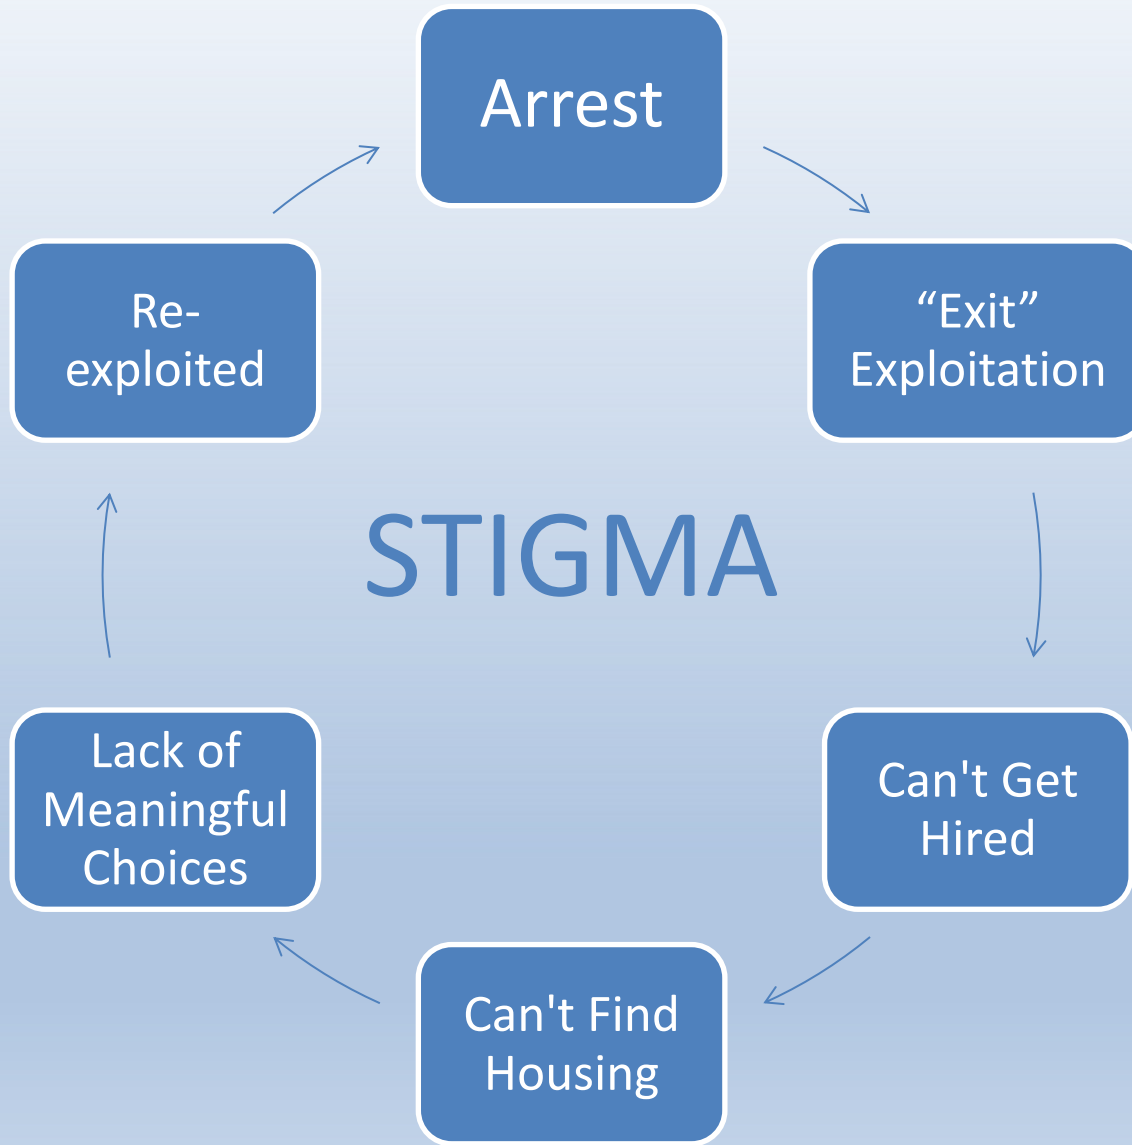 Arrest
“Exit”
Exploitation
Can't Get
Hired
Can't Find
Housing
Lack of
Meaningful
Choices
Re-
exploited
STIGMA